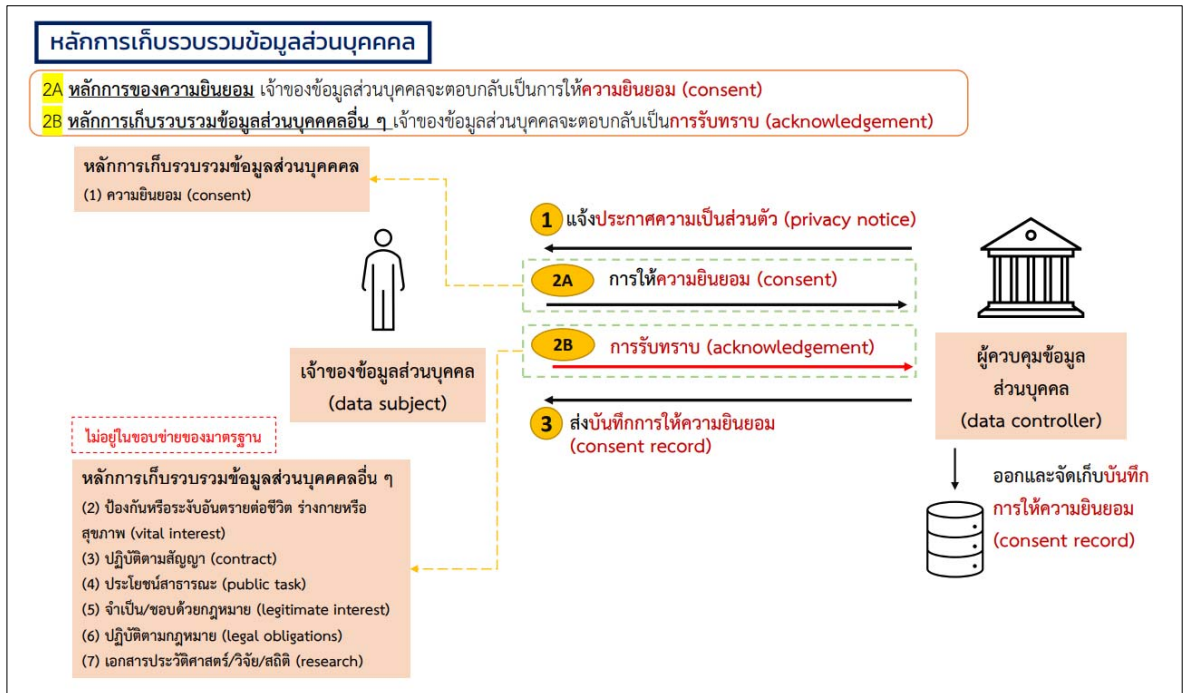 หลักการเก็บรวบรวมข้อมูลส่วนบุคคล
2A หลักการของความยินยอม เจ้าของข้อมูลส่วนบุคคลจะตอบกลับเป็นการให้ความยินยอม (consent)
2B หลักการเก็บรวบรวมข้อมูลส่วนบุคคลอื่น ๆ เจ้าของข้อมูลส่วนบุคคลจะตอบกลับเป็นการรับทราบ (acknowledgement)
หลักการเก็บรวบรวมข้อมูลส่วนบุคคล
(1) ความยินยอม (consent)
1 แจ้งประกาศความเป็นส่วนตัว (privacy notice)
2A การให้ความยินยอม (consent)
2B การรับทราบ (acknowledgement)
3 ส่งบันทึกการให้ความยินยอม
(consent record)
เจ้าของข้อมูลส่วนบุคคล
(data subject)
ผู้ควบคุมข้อมูล
ส่วนบุคคล
(data controller)
ออกและจัดเก็บบันทึก
การให้ความยินยอม
(consent record)
ไม่อยู่ในขอบข่ายของมาตรฐาน
หลักการเก็บรวบรวมข้อมูลส่วนบุคคลอื่น ๆ
(2) ป้องกันหรือระงับอันตรายต่อชีวิต ร่างกายหรือ
สุขภาพ (vital interest)
(3) ปฏิบัติตามสัญญา (contract)
(4) ประโยชน์สาธารณะ (public task)
(5) จำเป็น/ชอบด้วยกฎหมาย (legitimate interest)
(6) ปฏิบัติตามกฎหมาย (legal obligations)
(7) เอกสารประวัติศาสตร์/วิจัย/สถิติ (research)